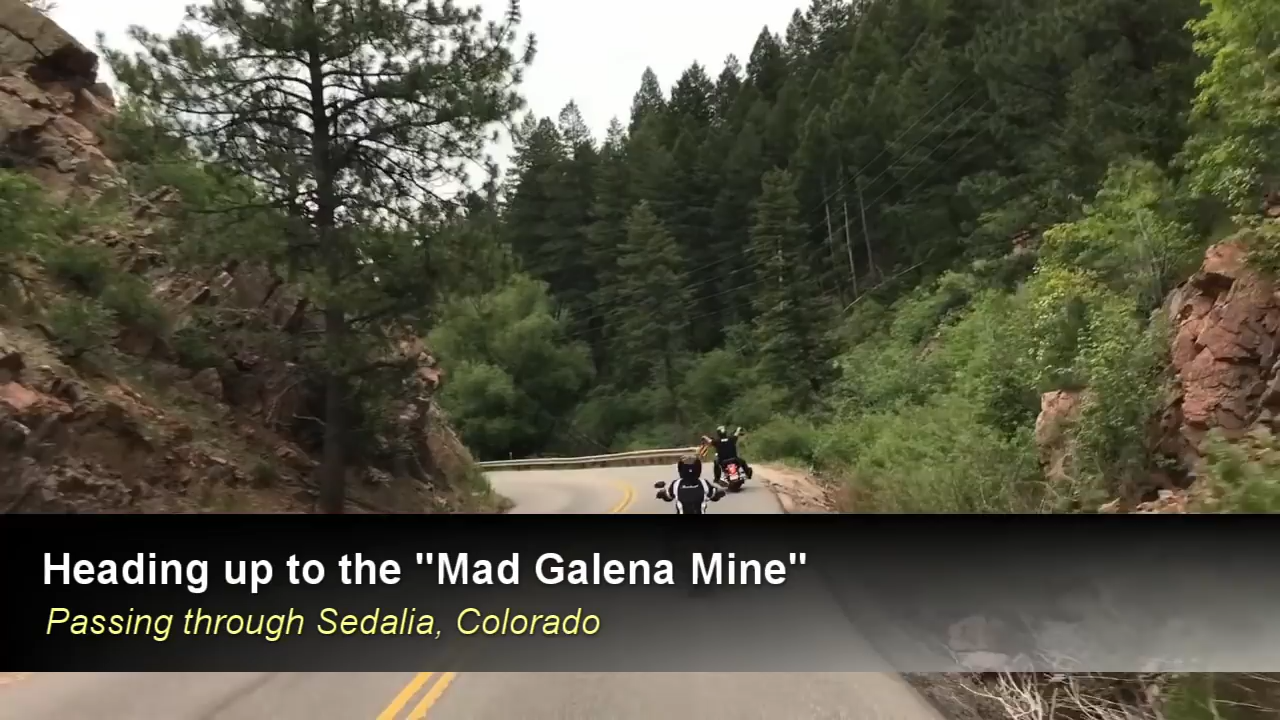 Heading up to the "Mad Galena Mine"
Passing through Sedalia, Colorado